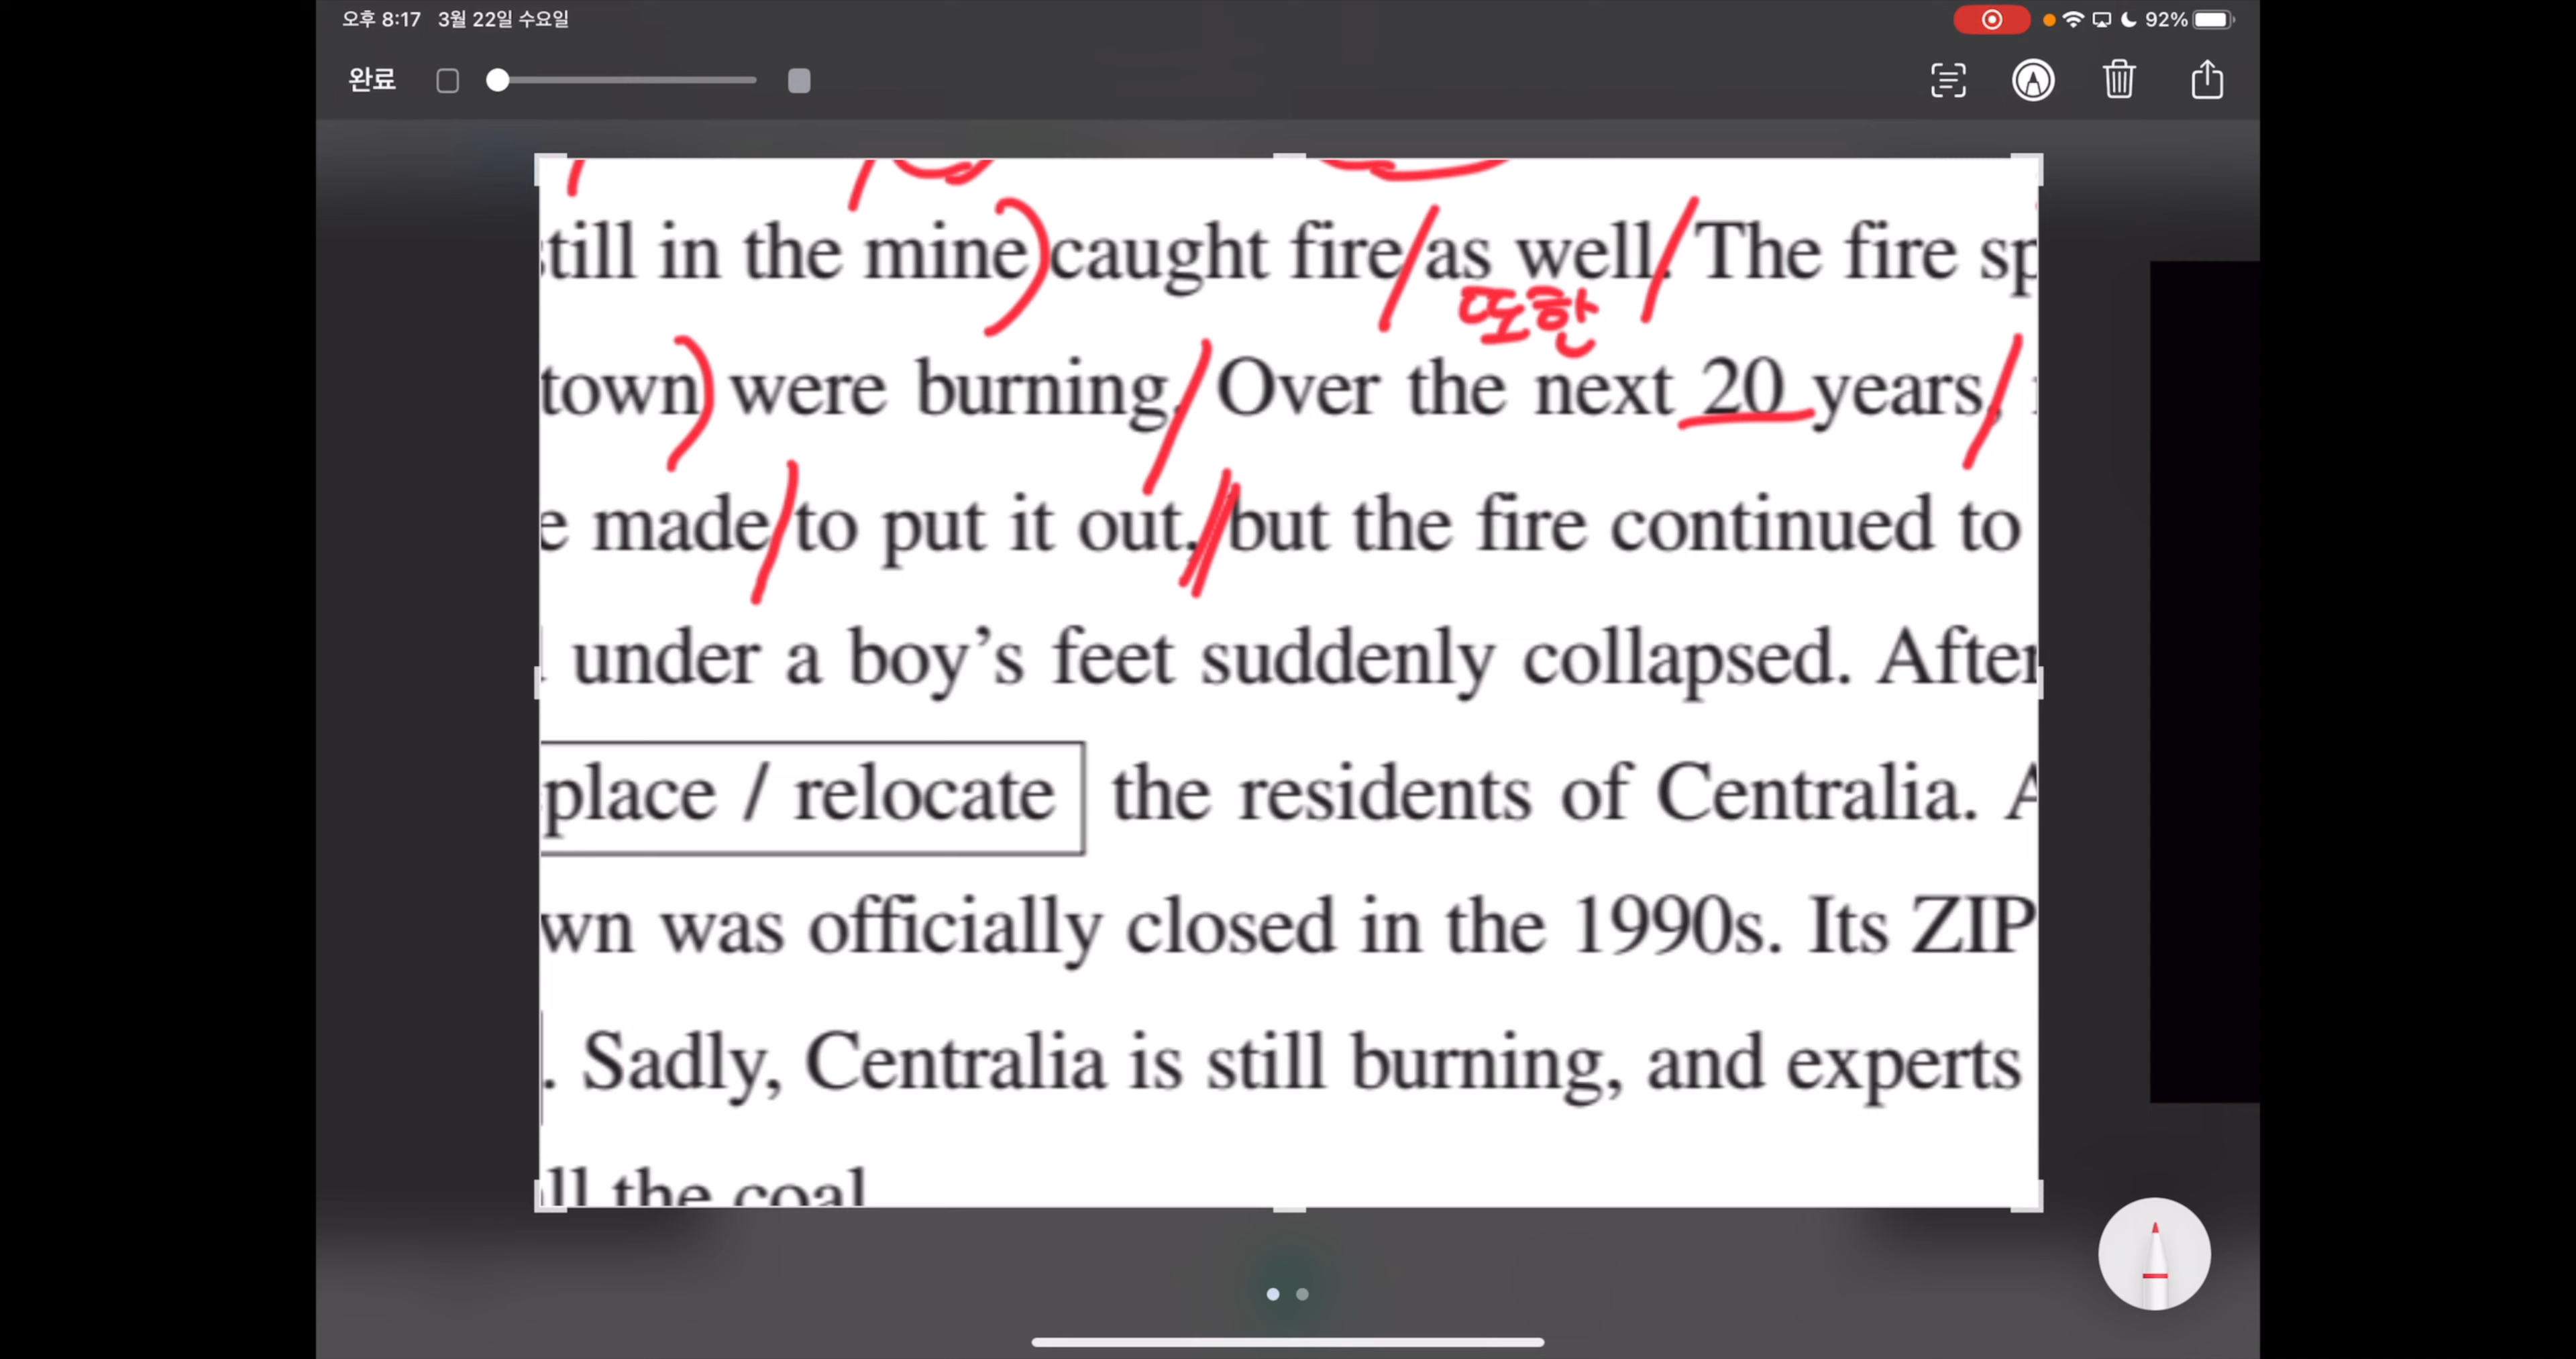 오후 8:17 3월 22일 수요일 92%
완료
still in the mine caught fire as well. The fire
또한
town were burning. Over the next 20 years,
made to put it out, but the fire continued to
under a boy's feet suddenly collapsed. After
place / relocate the residents of Centralia.
was officially closed in the 1990s. Its ZIP
. Sadly, Centralia is still burning, and experts
the coal